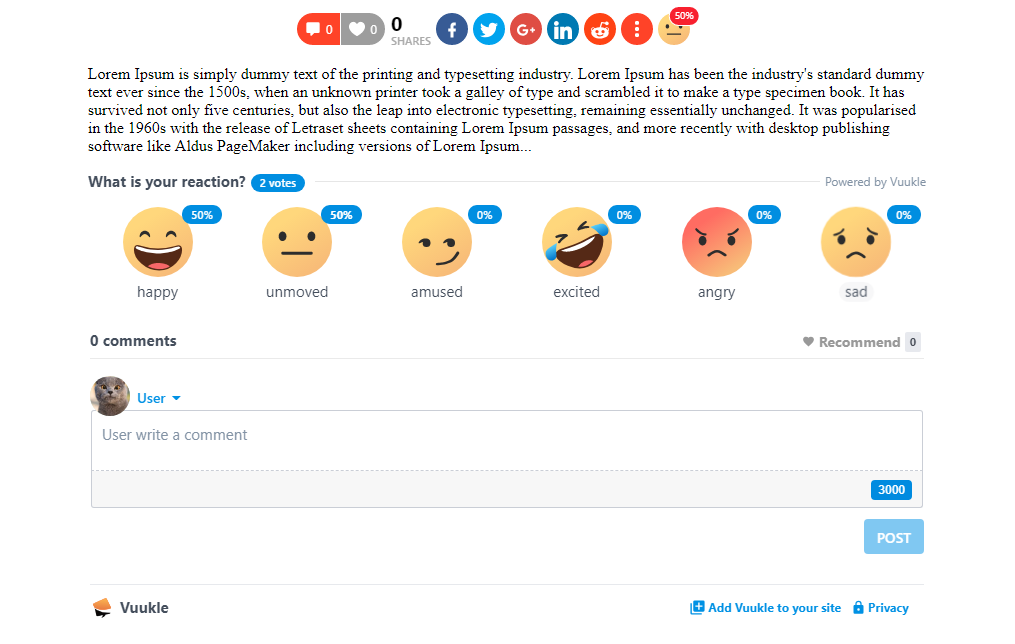 0 0 0 50%
SHARES
Lorem Ipsum is simply dummy text of the printing and typesetting industry. Lorem Ipsum has been the industry's standard dummy
text ever since the 1500s, when an unknown printer took a galley of type and scrambled it to make a type specimen book. It has
survived not only five centuries, but also the leap into electronic typesetting, remaining essentially unchanged. It was popularised
in the 1960s with the release of Letraset sheets containing Lorem Ipsum passages, and more recently with desktop publishing
software like Aldus PageMaker including versions of Lorem Ipsum...
What is your reaction? 2 votes Powered by Vuukle
50% 50% 0% 0% 0% 0%
happy unmoved amused excited angry sad
0 comments Recommend 0
User
User write a comment
3000
POST
Vuukle Add Vuukle to your site Privacy